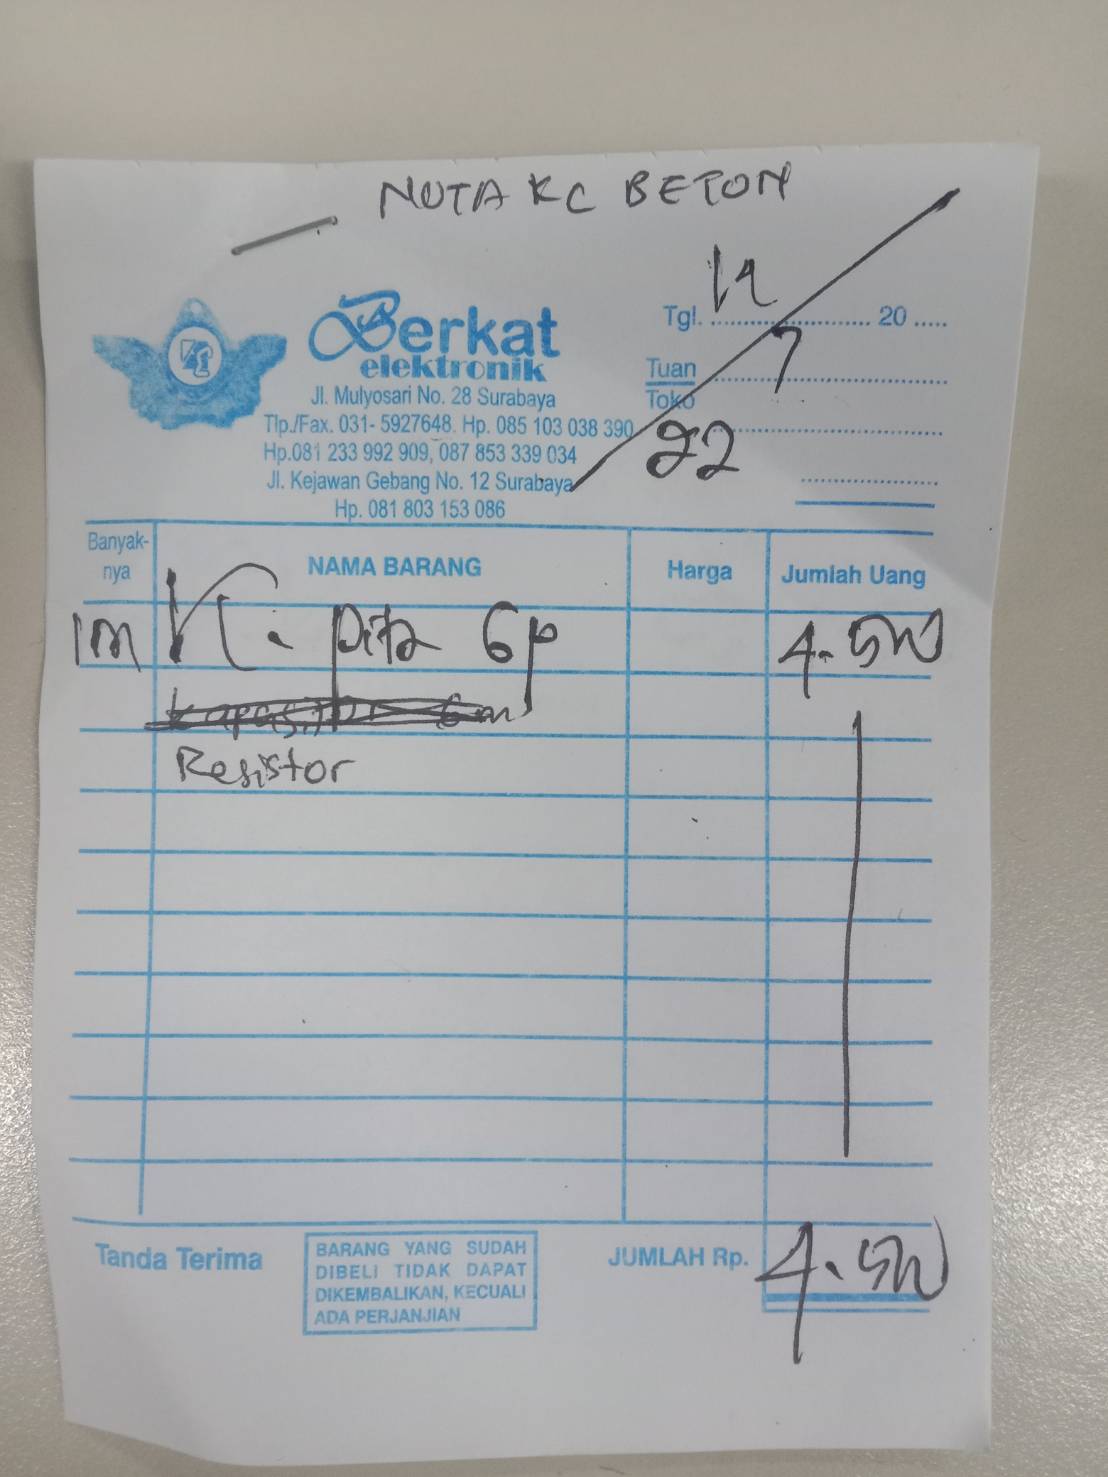 NOTA KC BETON
Berkat
elektronik
Jl. Mulyosari No. 28 Surabaya
Tlp./Fax. 031- 5927648. Hp. 085 103 038 390
Hp.081 233 992 909, 087 853 339 034
Jl. Kejawan Gebang No. 12 Surabaya
Hp. 081 803 153 086
Tgl. 20
7
Tuan
Toko
22
Banyak-
nya
NAMA BARANG
Harga
Jumlah Uang
1m K. pita 6p 4.500
Resistor
Tanda Terima
BARANG YANG SUDAH
DIBELI TIDAK DAPAT
DIKEMBALIKAN, KECUALI
ADA PERJANJIAN
JUMLAH Rp. 4.500